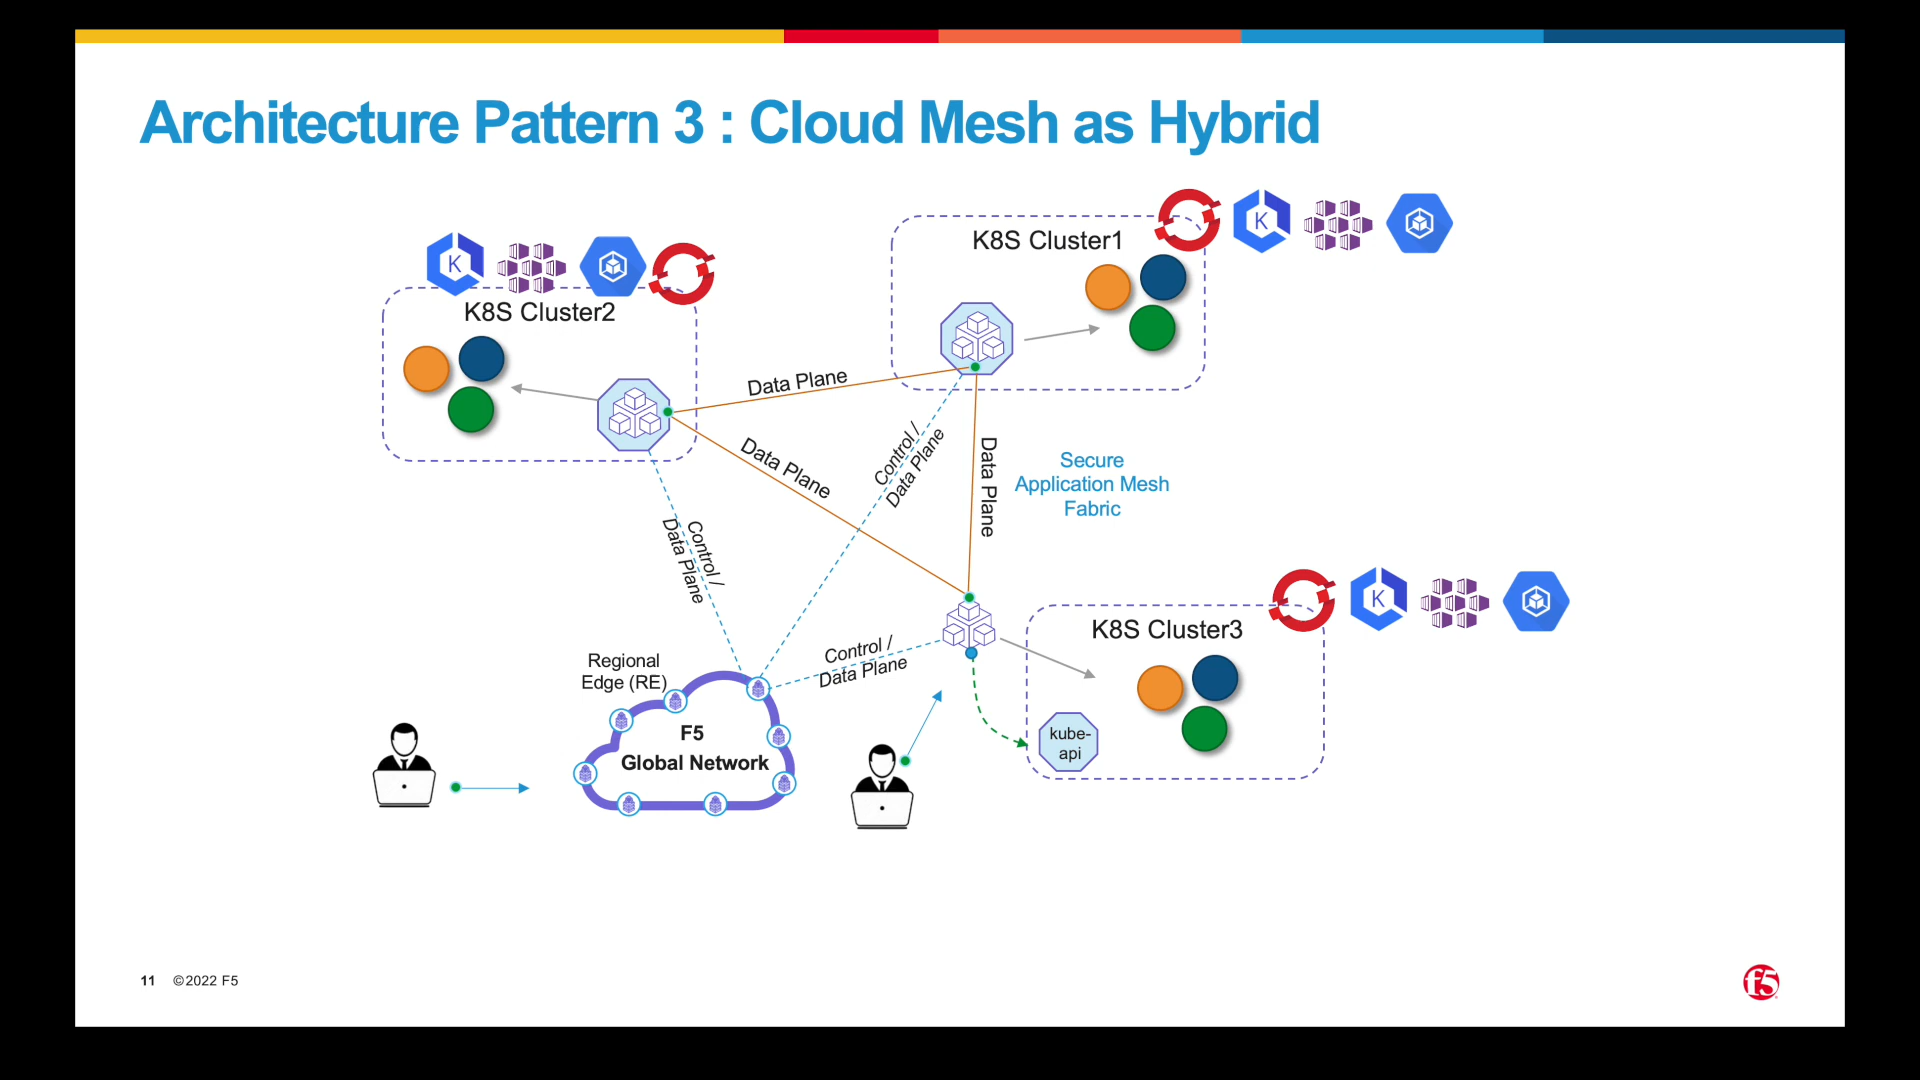 Architecture Pattern 3 : Cloud Mesh as Hybrid
K8S Cluster1
K
K
K8S Cluster2
Data Plane
Data Plane
Control /
Data Plane
Data Plane
Secure
Application Mesh
Fabric
Control /
Data Plane
K
K8S Cluster3
Control /
Data Plane
Regional
Edge (RE)
F5
Global Network
kube-
api
11 ©2022 F5
f5